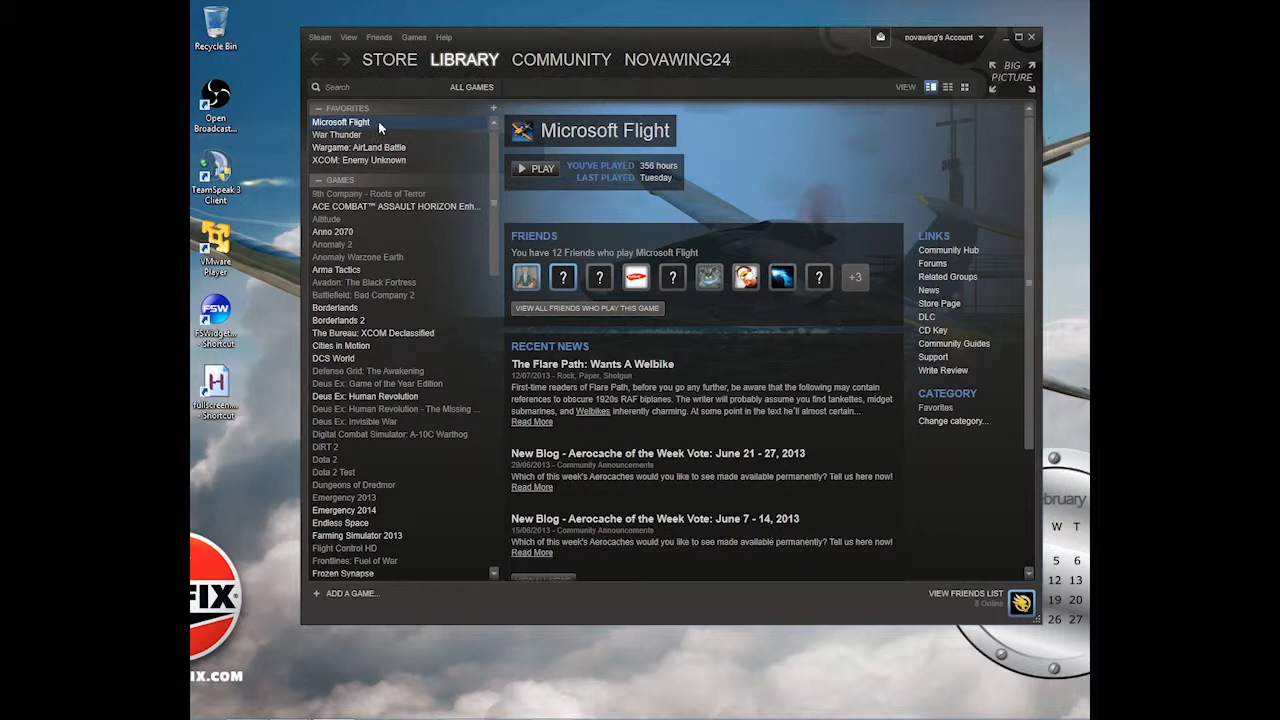 Recycle Bin
Open
Broadcast...
TeamSpeak 3
Client
VMware
Player
FSWidget...
- Shortcut
fullscreen...
- Shortcut
FIX
IX.COM
Steam View Friends Games Help
novawing's Account
STORE LIBRARY COMMUNITY NOVAWING24
BIG
PICTURE
Search
ALL GAMES
VIEW
FAVORITES
Microsoft Flight
War Thunder
Wargame: AirLand Battle
XCOM: Enemy Unknown
GAMES
9th Company - Roots of Terror
ACE COMBAT™ ASSAULT HORIZON Enh...
Altitude
Anno 2070
Anomaly 2
Anomaly Warzone Earth
Arma Tactics
Avadon: The Black Fortress
Battlefield: Bad Company 2
Borderlands
Borderlands 2
The Bureau: XCOM Declassified
Cities in Motion
DCS World
Defense Grid: The Awakening
Deus Ex: Game of the Year Edition
Deus Ex: Human Revolution
Deus Ex: Human Revolution - The Missing ...
Deus Ex: Invisible War
Digital Combat Simulator: A-10C Warthog
DIRT 2
Dota 2
Dota 2 Test
Dungeons of Dredmor
Emergency 2013
Emergency 2014
Endless Space
Farming Simulator 2013
Flight Control HD
Frontlines: Fuel of War
Frozen Synapse
Microsoft Flight
PLAY
YOU'VE PLAYED 356 hours
LAST PLAYED Tuesday
FRIENDS
You have 12 Friends who play Microsoft Flight
? ? ? ? +3
VIEW ALL FRIENDS WHO PLAY THIS GAME
RECENT NEWS
The Flare Path: Wants A Welbike
12/07/2013 - Rock, Paper, Shotgun
First-time readers of Flare Path, before you go any further, be aware that the following may contain
references to obscure 1920s RAF biplanes. The writer will probably assume you find tankettes, midget
submarines, and Welbikes inherently charming. At some point in the text he'll almost certain...
Read More
New Blog - Aerocache of the Week Vote: June 21 - 27, 2013
29/06/2013 - Community Announcements
Which of this week's Aerocaches would you like to see made available permanently? Tell us here now!
Read More
New Blog - Aerocache of the Week Vote: June 7 - 14, 2013
15/06/2013 - Community Announcements
Which of this week's Aerocaches would you like to see made available permanently? Tell us here now!
Read More
LINKS
Community Hub
Forums
Related Groups
News
Store Page
DLC
CD Key
Community Guides
Support
Write Review
CATEGORY
Favorites
Change category...
+ ADD A GAME...
VIEW FRIENDS LIST
8 Online
ebruary
W T
5 6
12 13
19 20
26 27